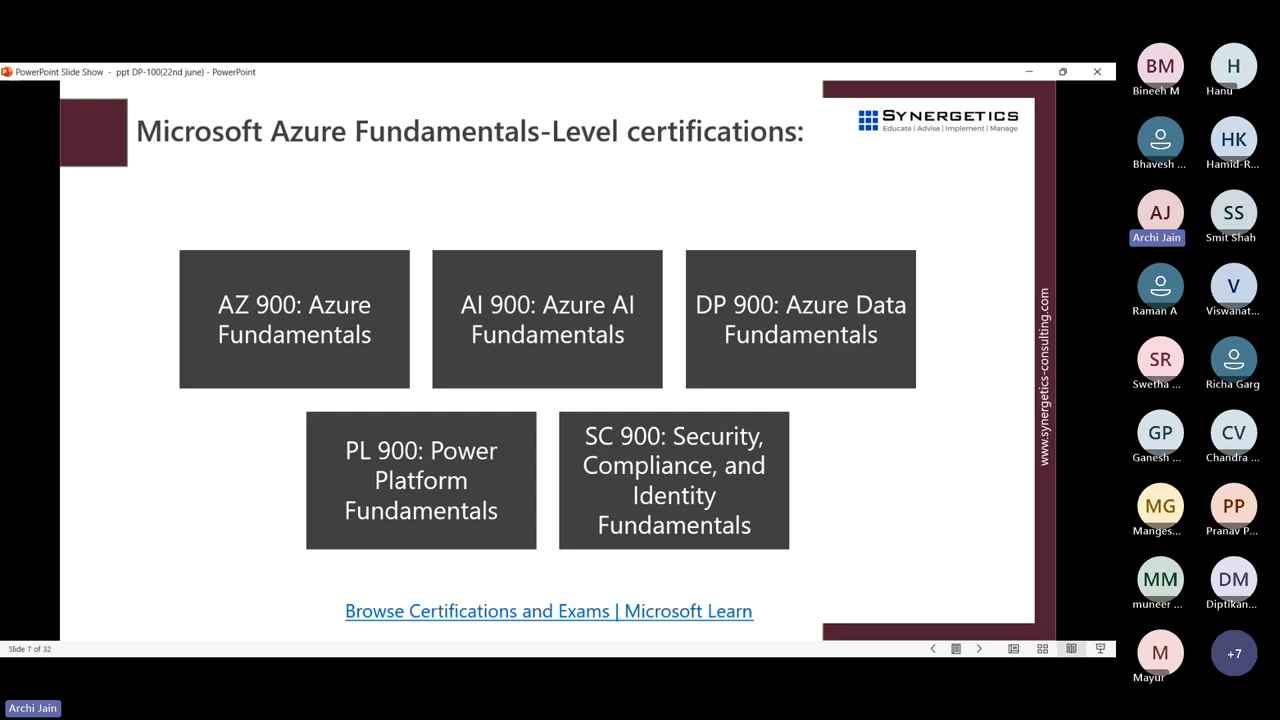 PowerPoint Slide Show - ppt DP-100(22nd june) - PowerPoint
Microsoft Azure Fundamentals-Level certifications:
SYNERGETICS
Educate | Advise | Implement | Manage
AZ 900: Azure
Fundamentals
AI 900: Azure AI
Fundamentals
DP 900: Azure Data
Fundamentals
PL 900: Power
Platform
Fundamentals
SC 900: Security,
Compliance, and
Identity
Fundamentals
Browse Certifications and Exams | Microsoft Learn
www.synergetics-consulting.com
Slide 7 of 32
Archi Jain
BM
Bineeh M
H
Hanu
Bhavesh ...
HK
Hamid-R...
AJ
Archi Jain
SS
Smit Shah
Raman A
V
Viswanat...
SR
Swetha ...
Richa Garg
GP
Ganesh ...
CV
Chandra ...
MG
Manges...
PP
Pranav P...
MM
muneer ...
DM
Diptikan...
M
Mayur
+7